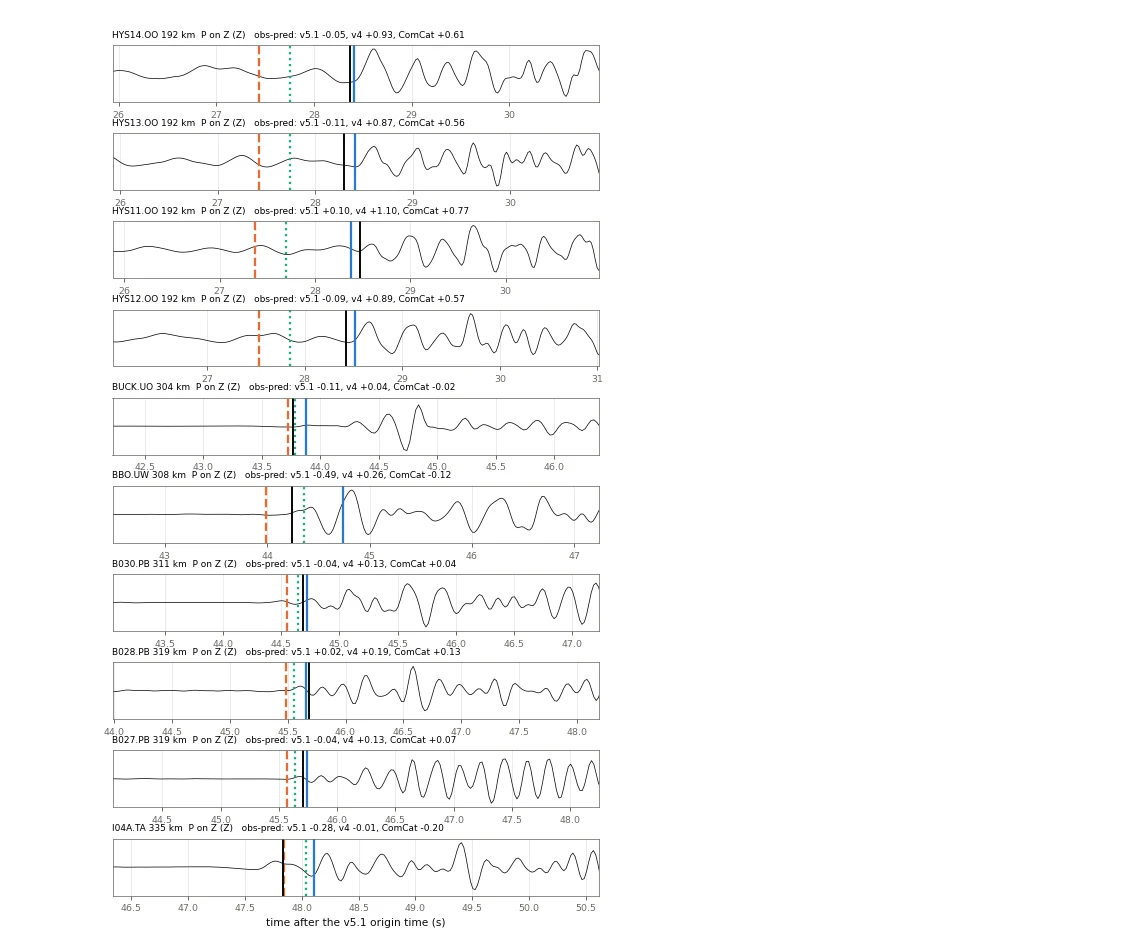 HYS14.OO 192 km P on Z (Z) obs-pred: v5.1 -0.05, v4 +0.93, ComCat +0.61
26 27 28 29 30
HYS13.OO 192 km P on Z (Z) obs-pred: v5.1 -0.11, v4 +0.87, ComCat +0.56
26 27 28 29 30
HYS11.OO 192 km P on Z (Z) obs-pred: v5.1 +0.10, v4 +1.10, ComCat +0.77
26 27 28 29 30
HYS12.OO 192 km P on Z (Z) obs-pred: v5.1 -0.09, v4 +0.89, ComCat +0.57
27 28 29 30 31
BUCK.UO 304 km P on Z (Z) obs-pred: v5.1 -0.11, v4 +0.04, ComCat -0.02
42.5 43.0 43.5 44.0 44.5 45.0 45.5 46.0
BBO.UW 308 km P on Z (Z) obs-pred: v5.1 -0.49, v4 +0.26, ComCat -0.12
43 44 45 46 47
B030.PB 311 km P on Z (Z) obs-pred: v5.1 -0.04, v4 +0.13, ComCat +0.04
43.5 44.0 44.5 45.0 45.5 46.0 46.5 47.0
B028.PB 319 km P on Z (Z) obs-pred: v5.1 +0.02, v4 +0.19, ComCat +0.13
44.0 44.5 45.0 45.5 46.0 46.5 47.0 47.5 48.0
B027.PB 319 km P on Z (Z) obs-pred: v5.1 -0.04, v4 +0.13, ComCat +0.07
44.5 45.0 45.5 46.0 46.5 47.0 47.5 48.0
I04A.TA 335 km P on Z (Z) obs-pred: v5.1 -0.28, v4 -0.01, ComCat -0.20
46.5 47.0 47.5 48.0 48.5 49.0 49.5 50.0 50.5
time after the v5.1 origin time (s)